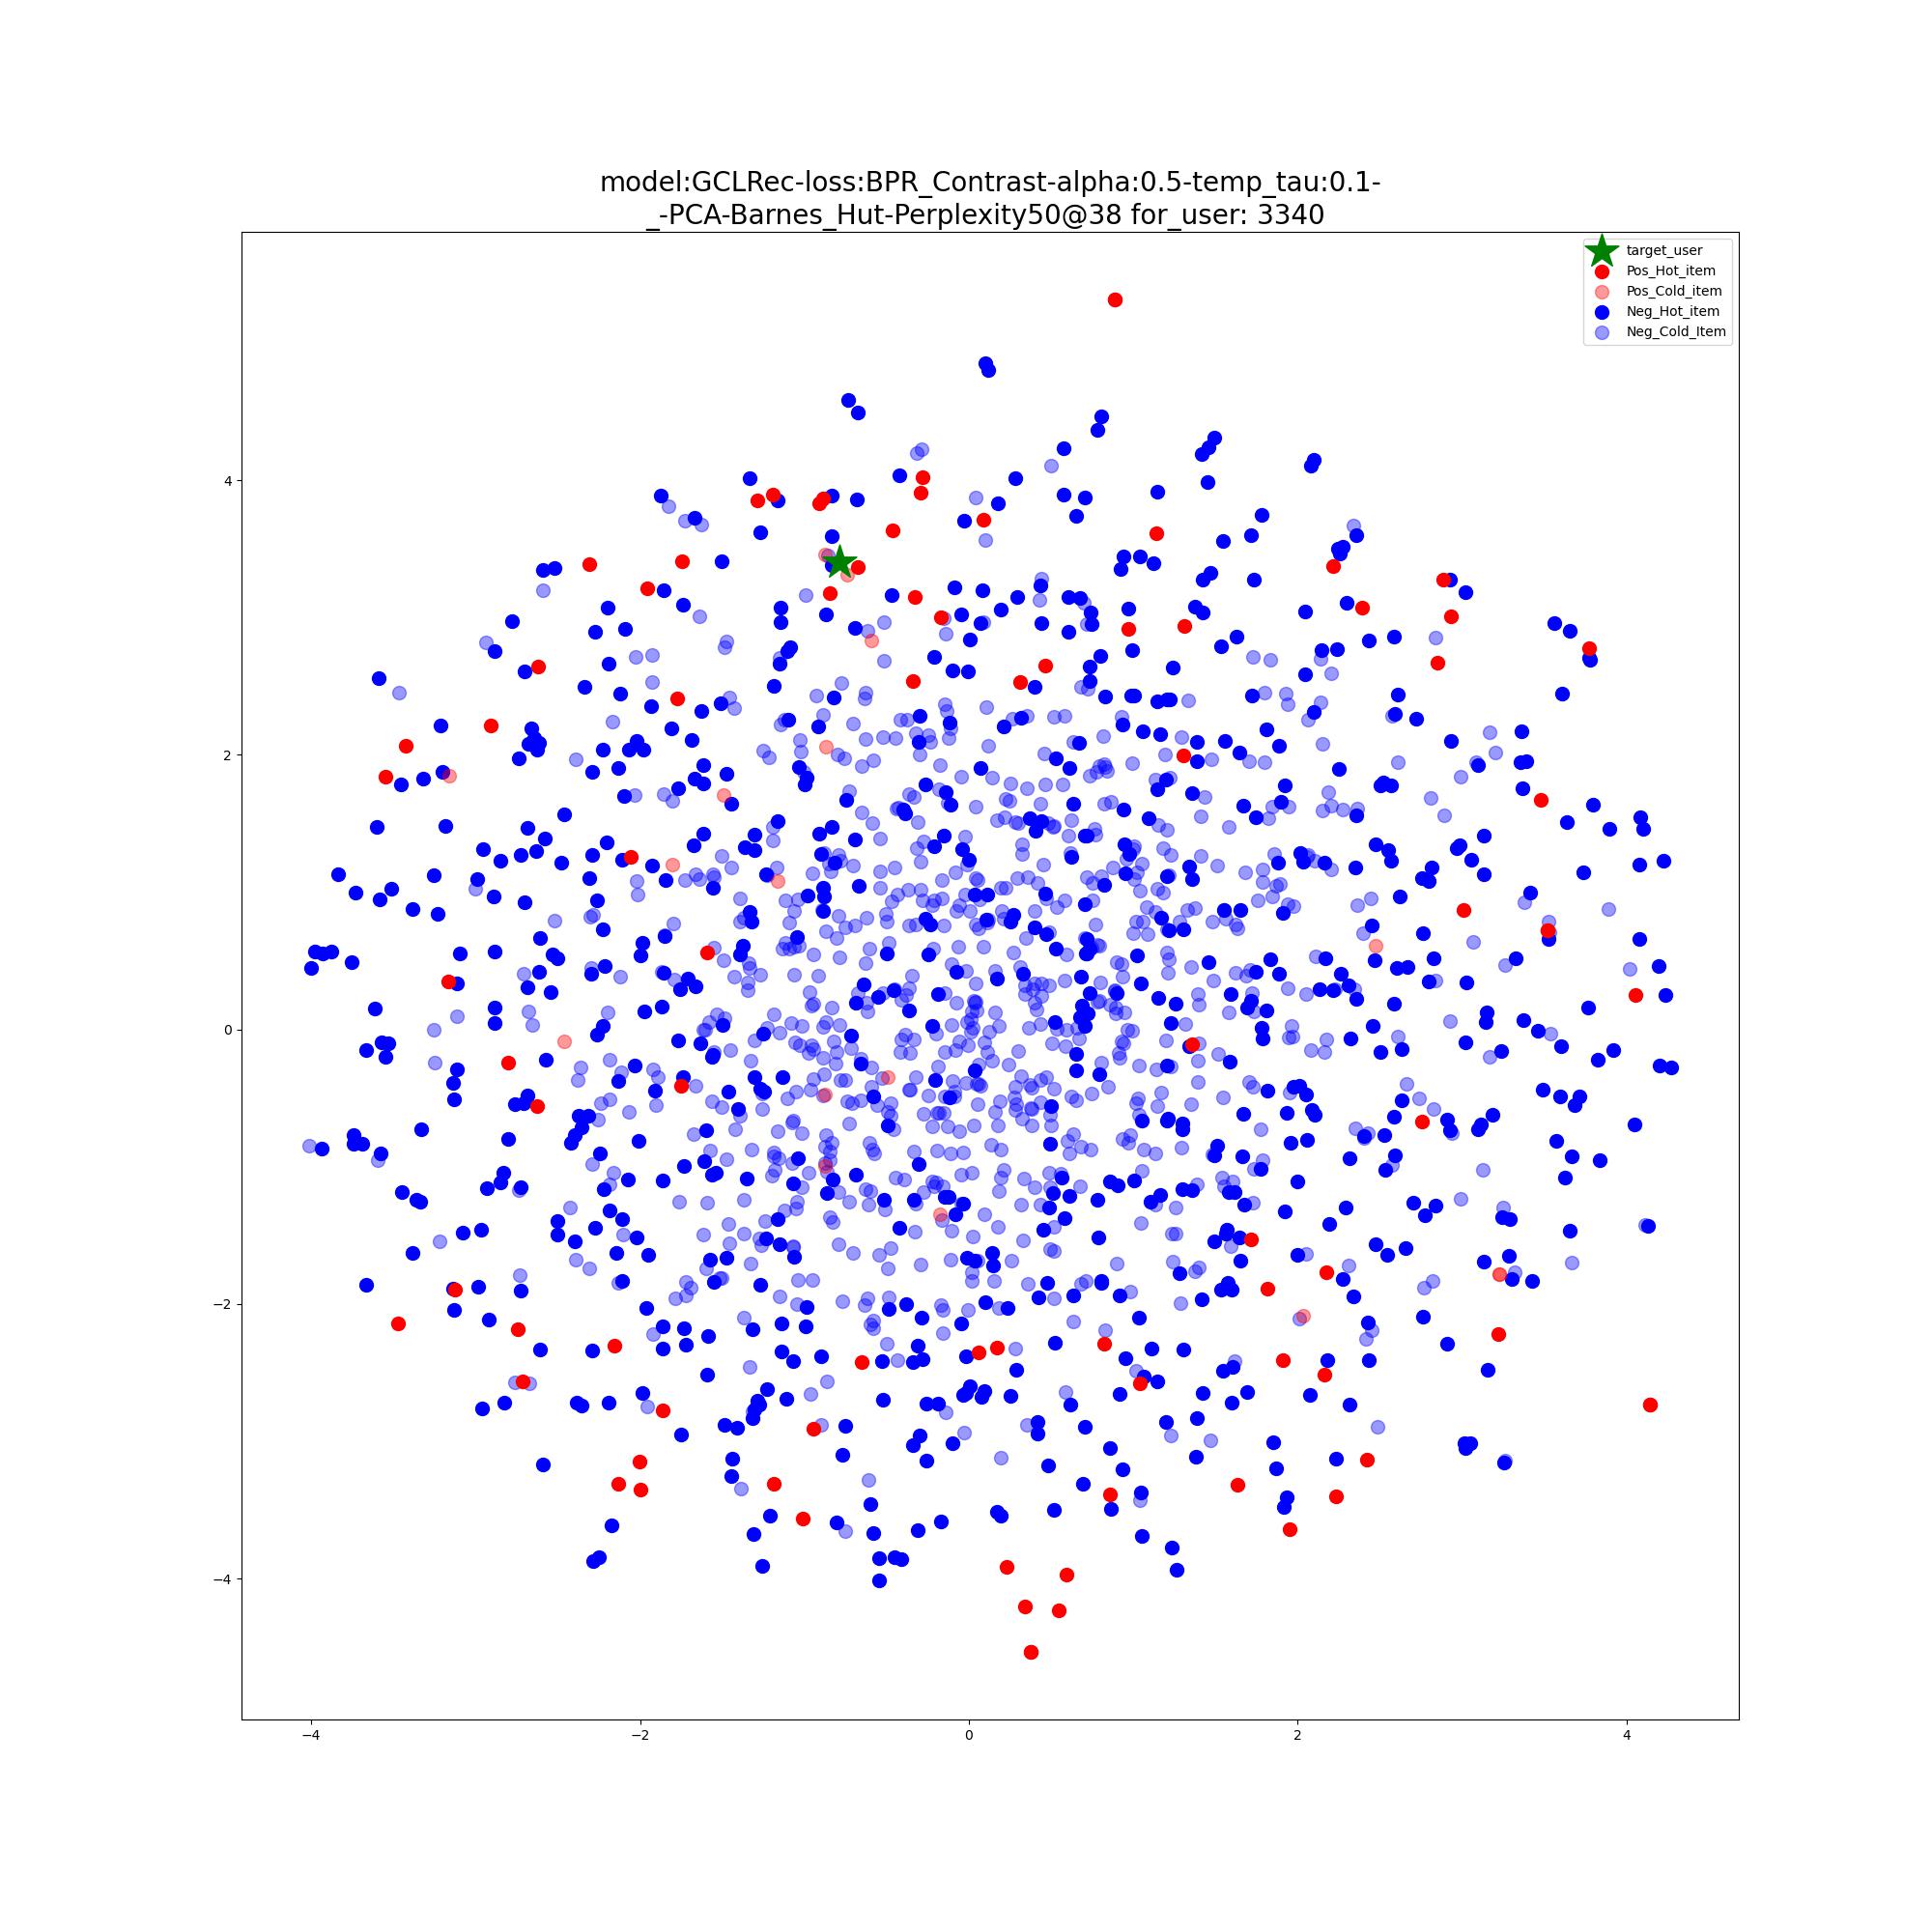 model:GCLRec-loss:BPR_Contrast-alpha:0.5-temp_tau:0.1-
_-PCA-Barnes_Hut-Perplexity50@38 for_user: 3340
target_user
Pos_Hot_item
Pos_Cold_item
Neg_Hot_item
Neg_Cold_Item
4
2
0
−2
−4
−4
−2
0
2
4